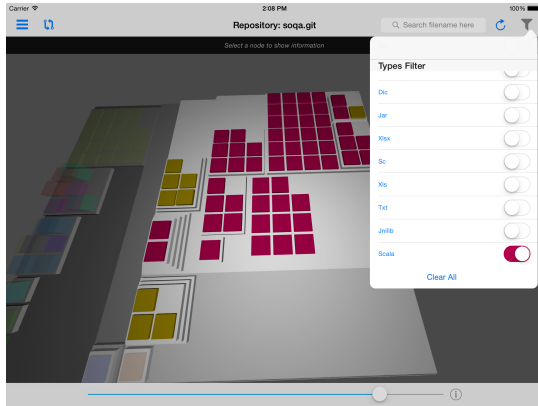 Carrier
2:08 PM
100%
Repository: soqa.git
Search filename here
Select a node to show information
Types Filter
Dic
Jar
Xlsx
Sc
Xls
Txt
Jnilib
Scala
Clear All